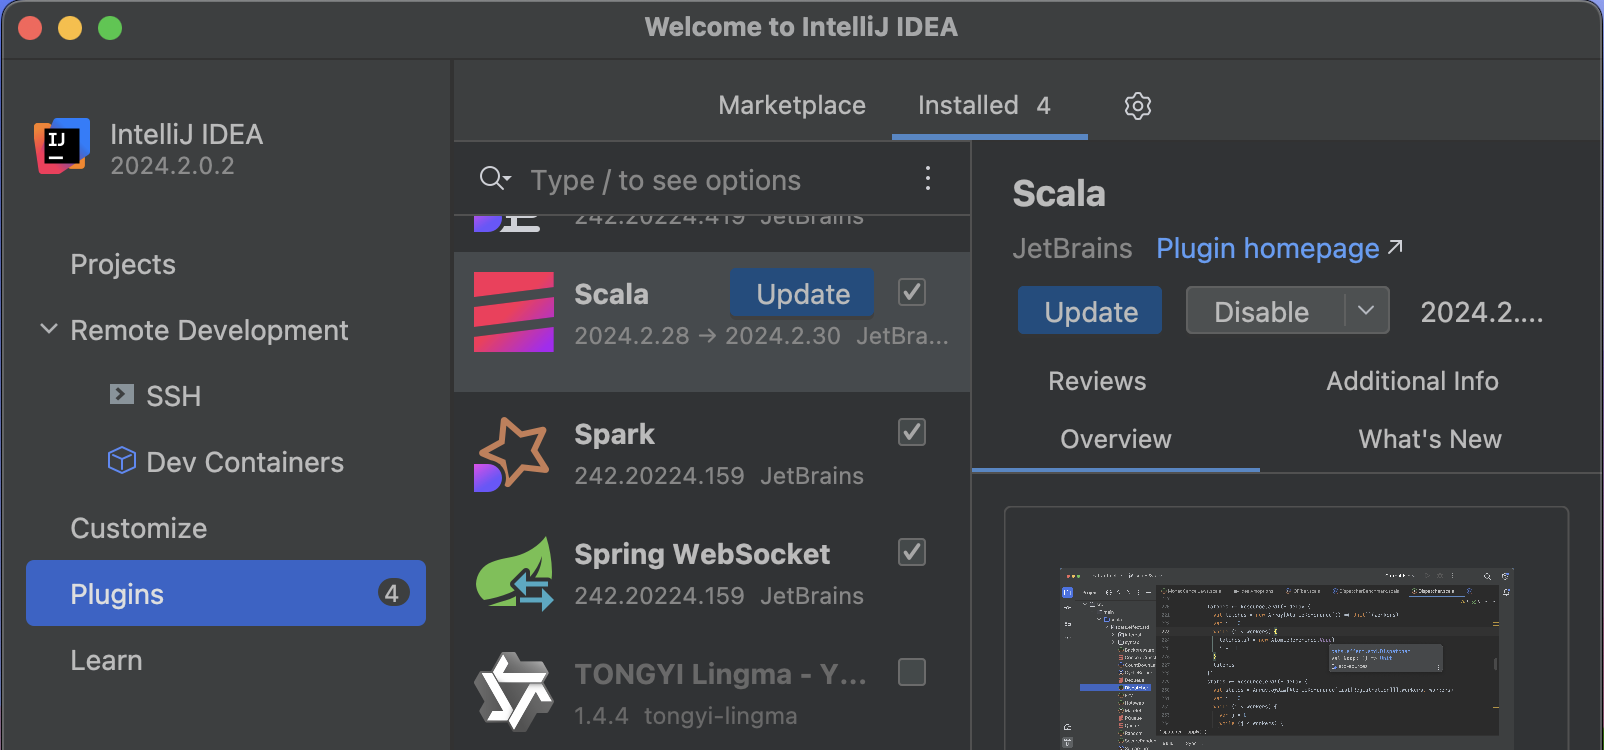 Welcome to IntelliJ IDEA
IJ
IntelliJ IDEA
2024.2.0.2
Projects
Remote Development
SSH
Dev Containers
Customize
Plugins 4
Learn
Marketplace Installed 4
Type / to see options
242.20224.419 JetBrains
Scala Update
2024.2.28 → 2024.2.30 JetBra...
Spark
242.20224.159 JetBrains
Spring WebSocket
242.20224.159 JetBrains
TONGYI Lingma - Y...
1.4.4 tongyi-lingma
Scala
JetBrains Plugin homepage ↗
Update Disable 2024.2....
Reviews Additional Info
Overview What's New